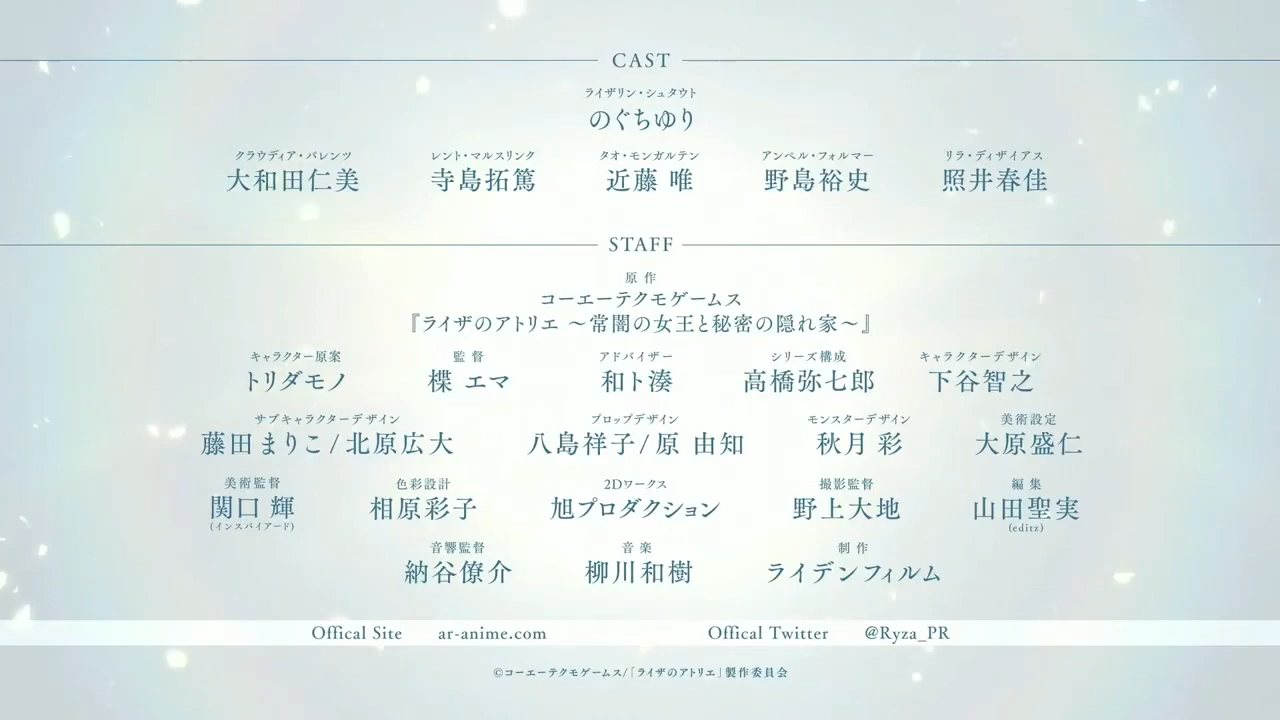 CAST
ライザリン・シュタウト
のぐちゆり
クラウディア・バレンツ レント・マルスリンク タオ・モンガルテン アンペル・フォルマー リラ・ディザイアス
大和田仁美 寺島拓篤 近藤 唯 野島裕史 照井春佳
STAFF
原 作
コーエーテクモゲームス
『ライザのアトリエ ～常闇の女王と秘密の隠れ家～』
キャラクター原案 監 督 アドバイザー シリーズ構成 キャラクターデザイン
トリダモノ 楪 エマ 和ト湊 高橋弥七郎 下谷智之
サブキャラクターデザイン プロップデザイン モンスターデザイン 美術設定
藤田まりこ/北原広大 八島祥子/原 由知 秋月 彩 大原盛仁
美術監督 色彩設計 2Dワークス 撮影監督 編 集
関口 輝 相原彩子 旭プロダクション 野上大地 山田聖実
(インスパイアード) (editz)
音響監督 音 楽 制 作
納谷僚介 柳川和樹 ライデンフィルム
Offical Site ar-anime.com Offical Twitter @Ryza_PR
©コーエーテクモゲームス/「ライザのアトリエ」製作委員会